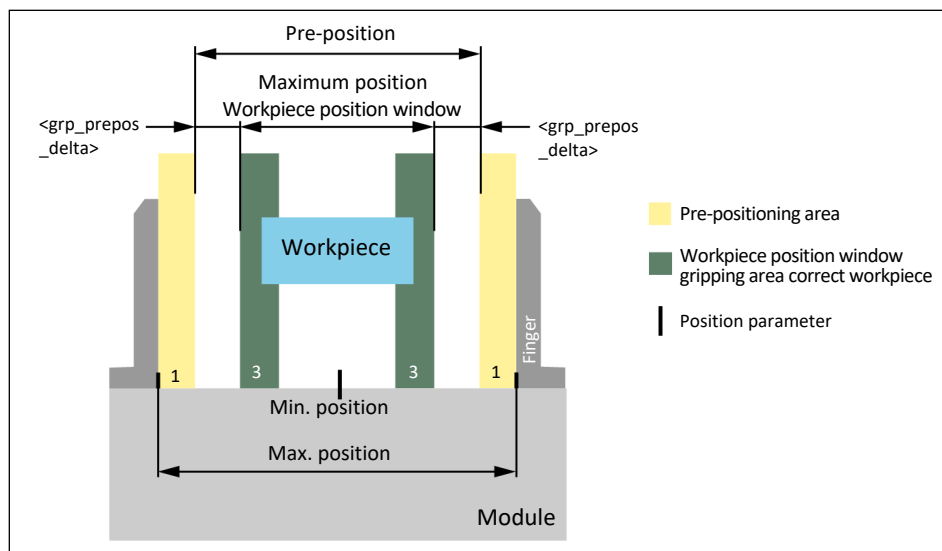 Pre-position
Maximum position
Workpiece position window
<grp_prepos
_delta>
<grp_prepos
_delta>
Workpiece
Pre-positioning area
Workpiece position window
gripping area correct workpiece
Position parameter
Finger
1
3
3
1
Min. position
Max. position
Module